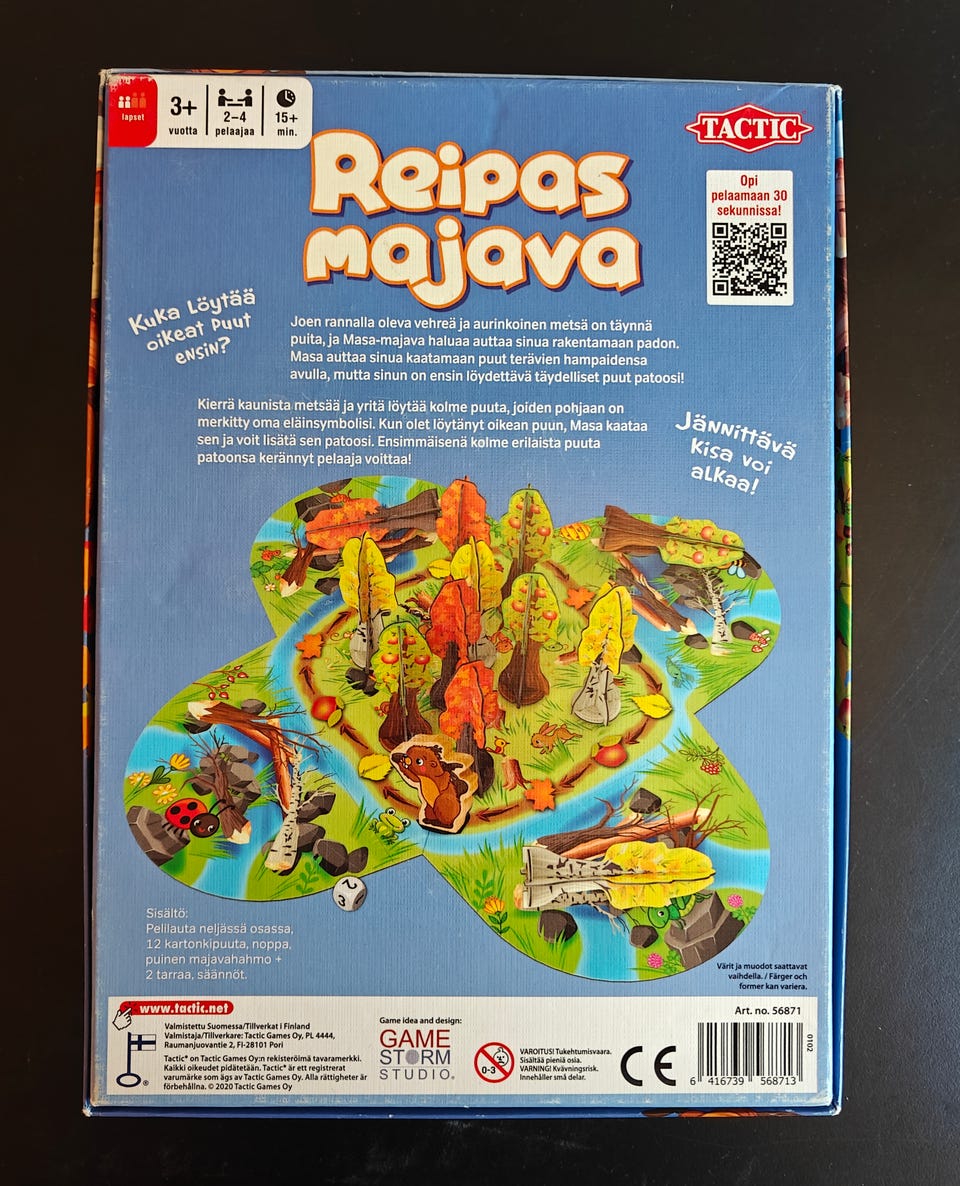 lapset
3+
vuotta
2–4
pelaajaa
15+
min.
TACTIC
Opi
pelaamaan 30
sekunnissa!
Reipas
majava
Kuka Löytää
oikeat puut
ensin?
Joen rannalla oleva vehreä ja aurinkoinen metsä on täynnä
puita, ja Masa-majava haluaa auttaa sinua rakentamaan padon.
Masa auttaa sinua kaatamaan puut terävien hampaidensa
avulla, mutta sinun on ensin löydettävä täydelliset puut patoosi!
Kierrä kaunista metsää ja yritä löytää kolme puuta, joiden pohjaan on
merkitty oma eläinsymbolisi. Kun olet löytänyt oikean puun, Masa kaataa
sen ja voit lisätä sen patoosi. Ensimmäisenä kolme erilaista puuta
patoonsa kerännyt pelaaja voittaa!
Jännittävä
kisa voi
alkaa!
2
3
Sisältö:
Pelilauta neljässä osassa,
12 kartonkipuuta, noppa,
puinen majavahahmo +
2 tarraa, säännöt.
Värit ja muodot saattavat
vaihdella. / Färger och
former kan variera.
www.tactic.net
Valmistettu Suomessa/Tillverkat i Finland
Valmistaja/Tillverkare: Tactic Games Oy, PL 4444,
Raumanjuovantie 2, FI-28101 Pori
Tactic® on Tactic Games Oy:n rekisteröimä tavaramerkki.
Kaikki oikeudet pidätetään. Tactic® är ett registrerat
varumärke som ägs av Tactic Games Oy. Alla rättigheter är
förbehållna. © 2020 Tactic Games Oy
®
Game idea and design:
GAME
STORM
STUDIO®
0-3
VAROITUS! Tukehtumisvaara.
Sisältää pieniä osia.
VARNING! Kvävningsrisk.
Innehåller små delar.
CE
Art. no. 56871
6 416739 568713
0102